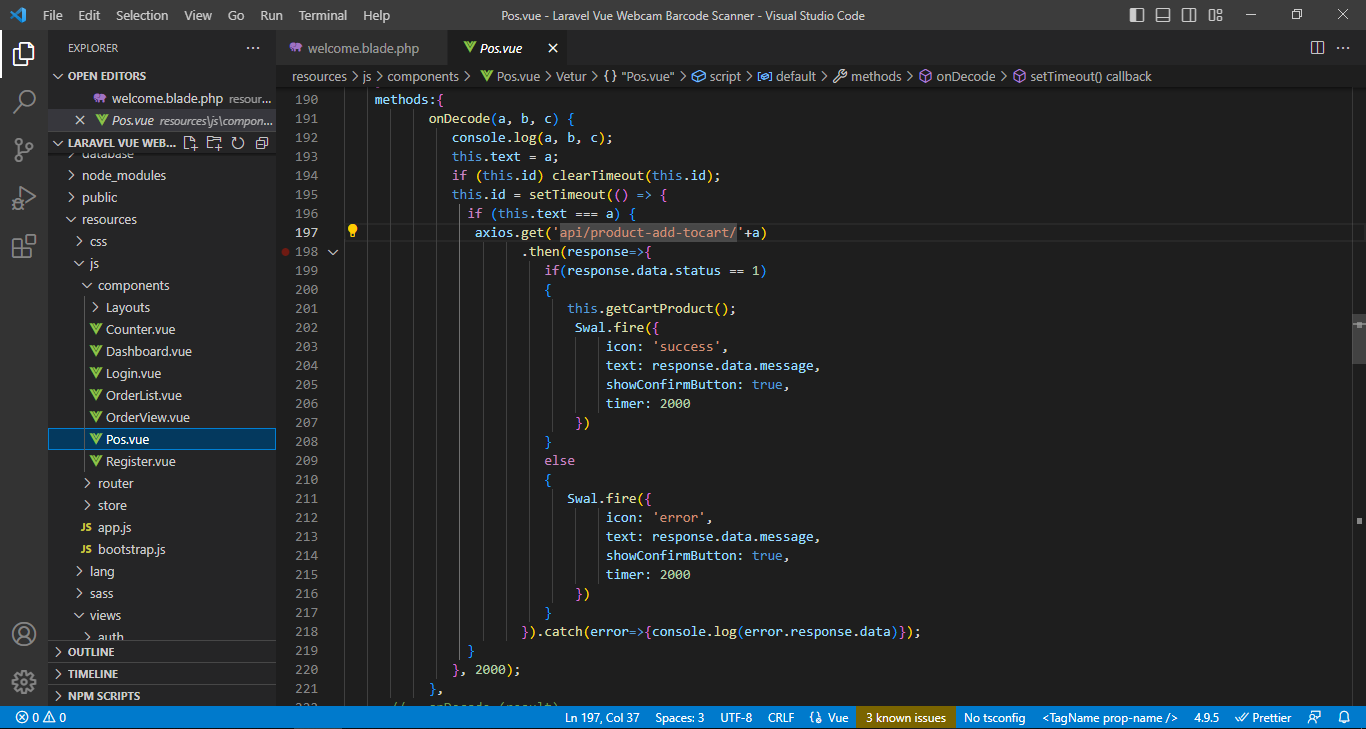 File Edit Selection View Go Run Terminal Help Pos.vue - Laravel Vue Webcam Barcode Scanner - Visual Studio Code
EXPLORER
OPEN EDITORS
welcome.blade.php resour...
Pos.vue resources\js\compon...
LARAVEL VUE WEB...
database
node_modules
public
resources
css
js
components
Layouts
Counter.vue
Dashboard.vue
Login.vue
OrderList.vue
OrderView.vue
Pos.vue
Register.vue
router
store
JS app.js
JS bootstrap.js
lang
sass
views
auth
OUTLINE
TIMELINE
NPM SCRIPTS
welcome.blade.php Pos.vue
resources > js > components > Pos.vue > Vetur > {} "Pos.vue" > script > default > methods > onDecode > setTimeout() callback
190 methods:{
191 onDecode(a, b, c) {
192 console.log(a, b, c);
193 this.text = a;
194 if (this.id) clearTimeout(this.id);
195 this.id = setTimeout(() => {
196 if (this.text === a) {
197 axios.get('api/product-add-tocart/'+a)
198 .then(response=>{
199 if(response.data.status == 1)
200 {
201 this.getCartProduct();
202 Swal.fire({
203 icon: 'success',
204 text: response.data.message,
205 showConfirmButton: true,
206 timer: 2000
207 })
208 }
209 else
210 {
211 Swal.fire({
212 icon: 'error',
213 text: response.data.message,
214 showConfirmButton: true,
215 timer: 2000
216 })
217 }
218 }).catch(error=>{console.log(error.response.data)});
219 }
220 }, 2000);
221 },
222 // onDecode (result)
0 0 Ln 197, Col 37 Spaces: 3 UTF-8 CRLF {} Vue 3 known issues No tsconfig <TagName prop-name /> 4.9.5 Prettier